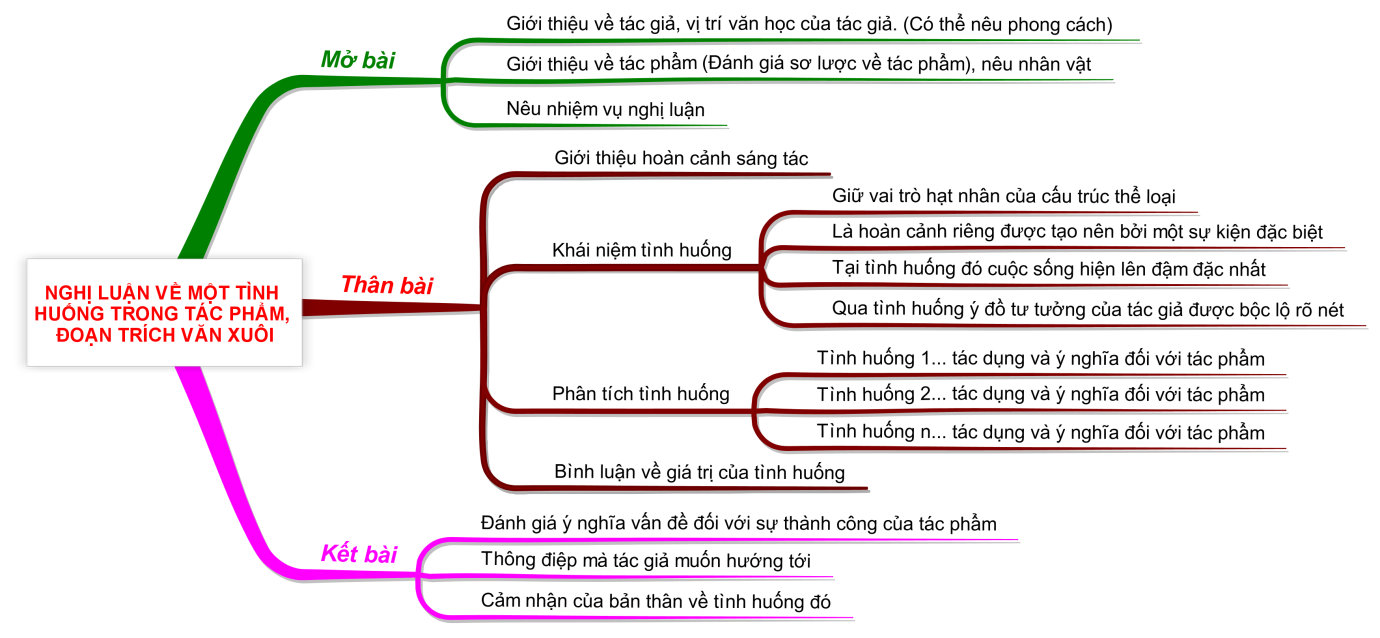 NGHỊ LUẬN VỀ MỘT TÌNH
HUỐNG TRONG TÁC PHẨM,
ĐOẠN TRÍCH VĂN XUÔI
Mở bài
Giới thiệu về tác giả, vị trí văn học của tác giả. (Có thể nêu phong cách)
Giới thiệu về tác phẩm (Đánh giá sơ lược về tác phẩm), nêu nhân vật
Nêu nhiệm vụ nghị luận
Thân bài
Giới thiệu hoàn cảnh sáng tác
Khái niệm tình huống
Giữ vai trò hạt nhân của cấu trúc thể loại
Là hoàn cảnh riêng được tạo nên bởi một sự kiện đặc biệt
Tại tình huống đó cuộc sống hiện lên đậm đặc nhất
Qua tình huống ý đồ tư tưởng của tác giả được bộc lộ rõ nét
Phân tích tình huống
Tình huống 1... tác dụng và ý nghĩa đối với tác phẩm
Tình huống 2... tác dụng và ý nghĩa đối với tác phẩm
Tình huống n... tác dụng và ý nghĩa đối với tác phẩm
Bình luận về giá trị của tình huống
Kết bài
Đánh giá ý nghĩa vấn đề đối với sự thành công của tác phẩm
Thông điệp mà tác giả muốn hướng tới
Cảm nhận của bản thân về tình huống đó